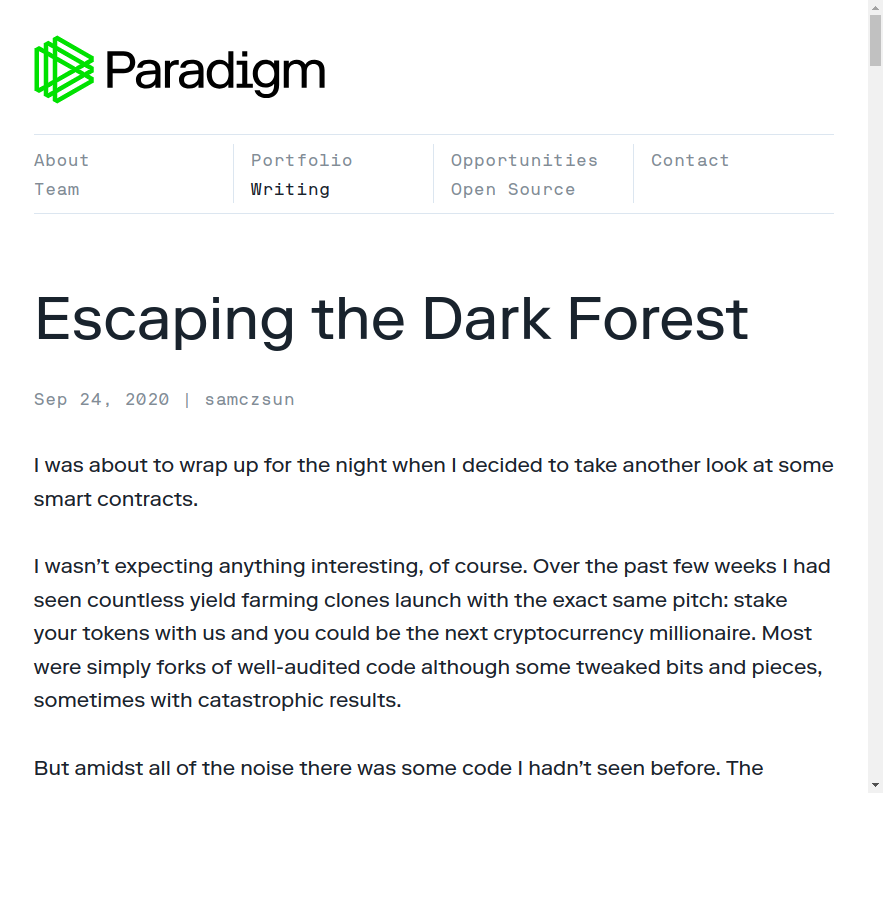 Paradigm
About
Team
Portfolio
Writing
Opportunities
Open Source
Contact
Escaping the Dark Forest
Sep 24, 2020 | samczsun
I was about to wrap up for the night when I decided to take another look at some
smart contracts.
I wasn’t expecting anything interesting, of course. Over the past few weeks I had
seen countless yield farming clones launch with the exact same pitch: stake
your tokens with us and you could be the next cryptocurrency millionaire. Most
were simply forks of well-audited code although some tweaked bits and pieces,
sometimes with catastrophic results.
But amidst all of the noise there was some code I hadn’t seen before. The